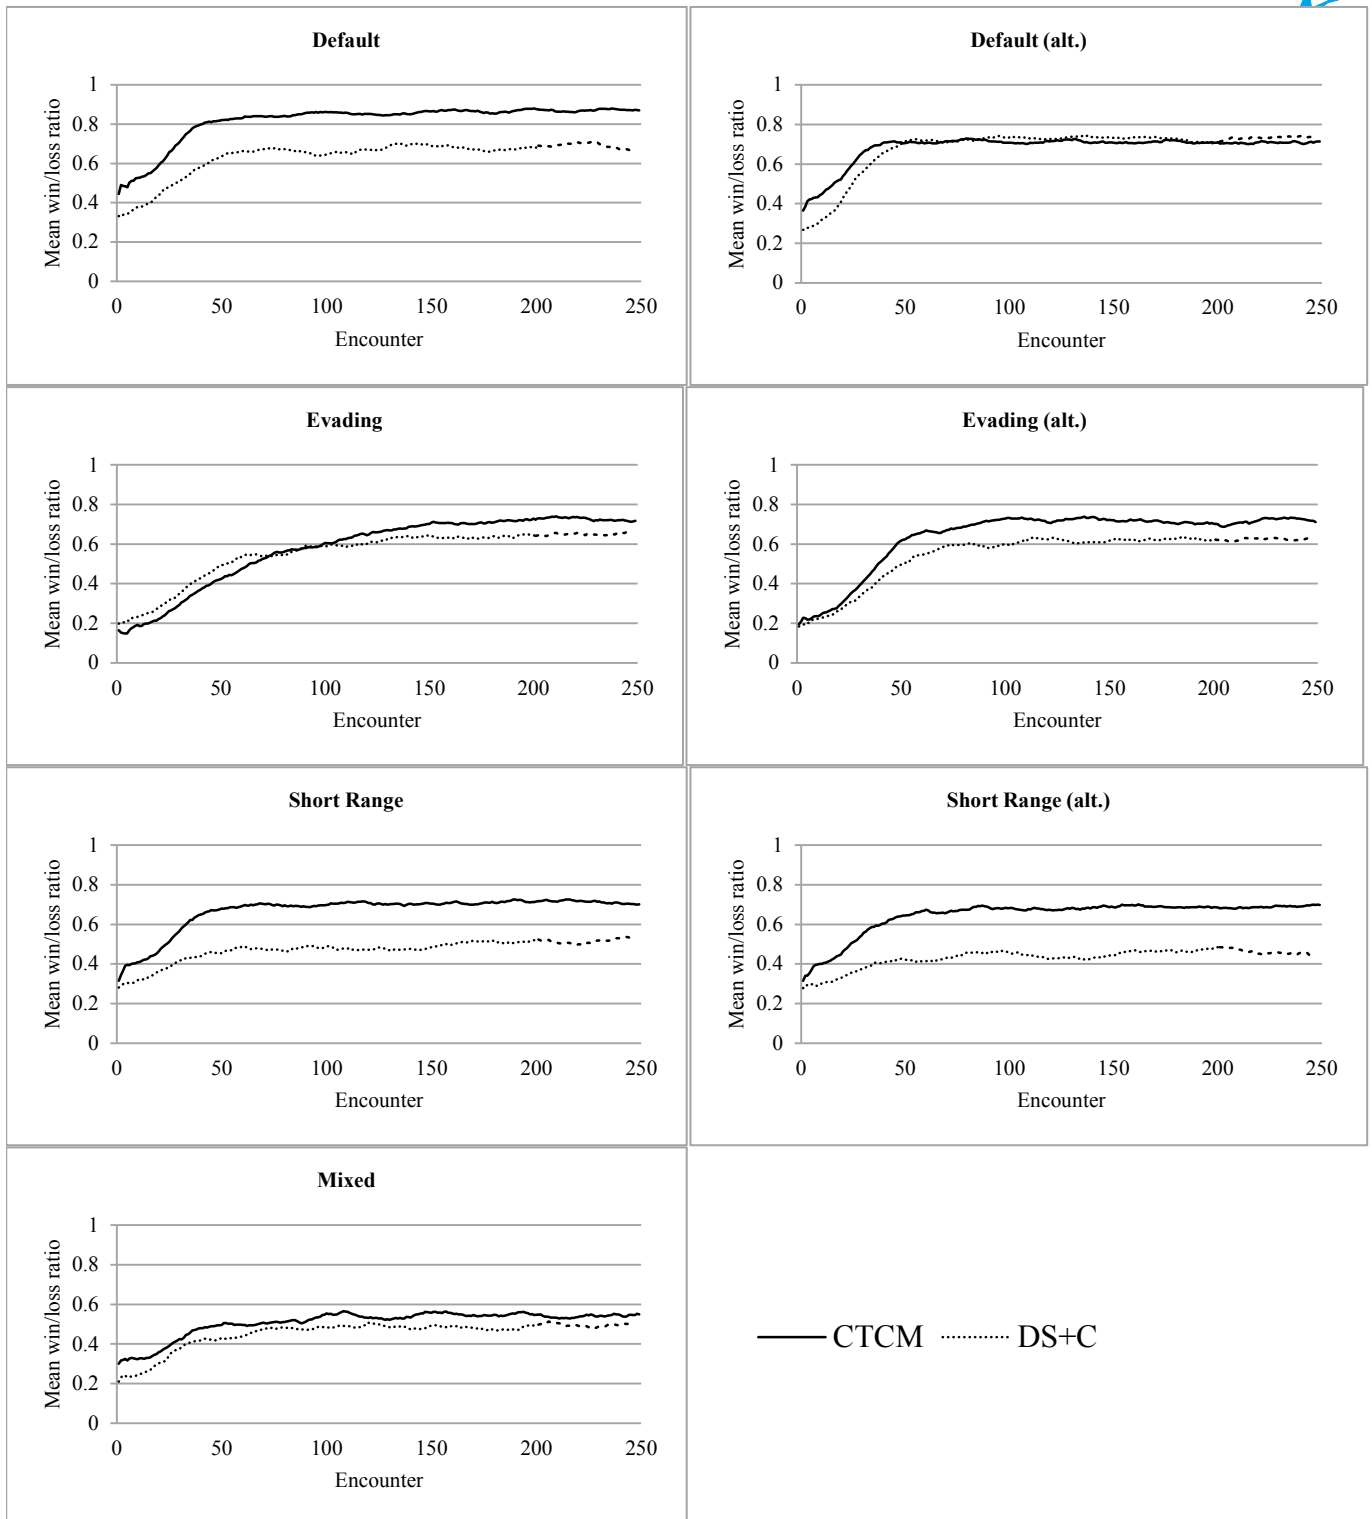 Default
Mean win/loss ratio
1
0.8
0.6
0.4
0.2
0
0 50 100 150 200 250
Encounter
Default (alt.)
Mean win/loss ratio
1
0.8
0.6
0.4
0.2
0
0 50 100 150 200 250
Encounter
Evading
Mean win/loss ratio
1
0.8
0.6
0.4
0.2
0
0 50 100 150 200 250
Encounter
Evading (alt.)
Mean win/loss ratio
1
0.8
0.6
0.4
0.2
0
0 50 100 150 200 250
Encounter
Short Range
Mean win/loss ratio
1
0.8
0.6
0.4
0.2
0
0 50 100 150 200 250
Encounter
Short Range (alt.)
Mean win/loss ratio
1
0.8
0.6
0.4
0.2
0
0 50 100 150 200 250
Encounter
Mixed
Mean win/loss ratio
1
0.8
0.6
0.4
0.2
0
0 50 100 150 200 250
Encounter
CTCM DS+C